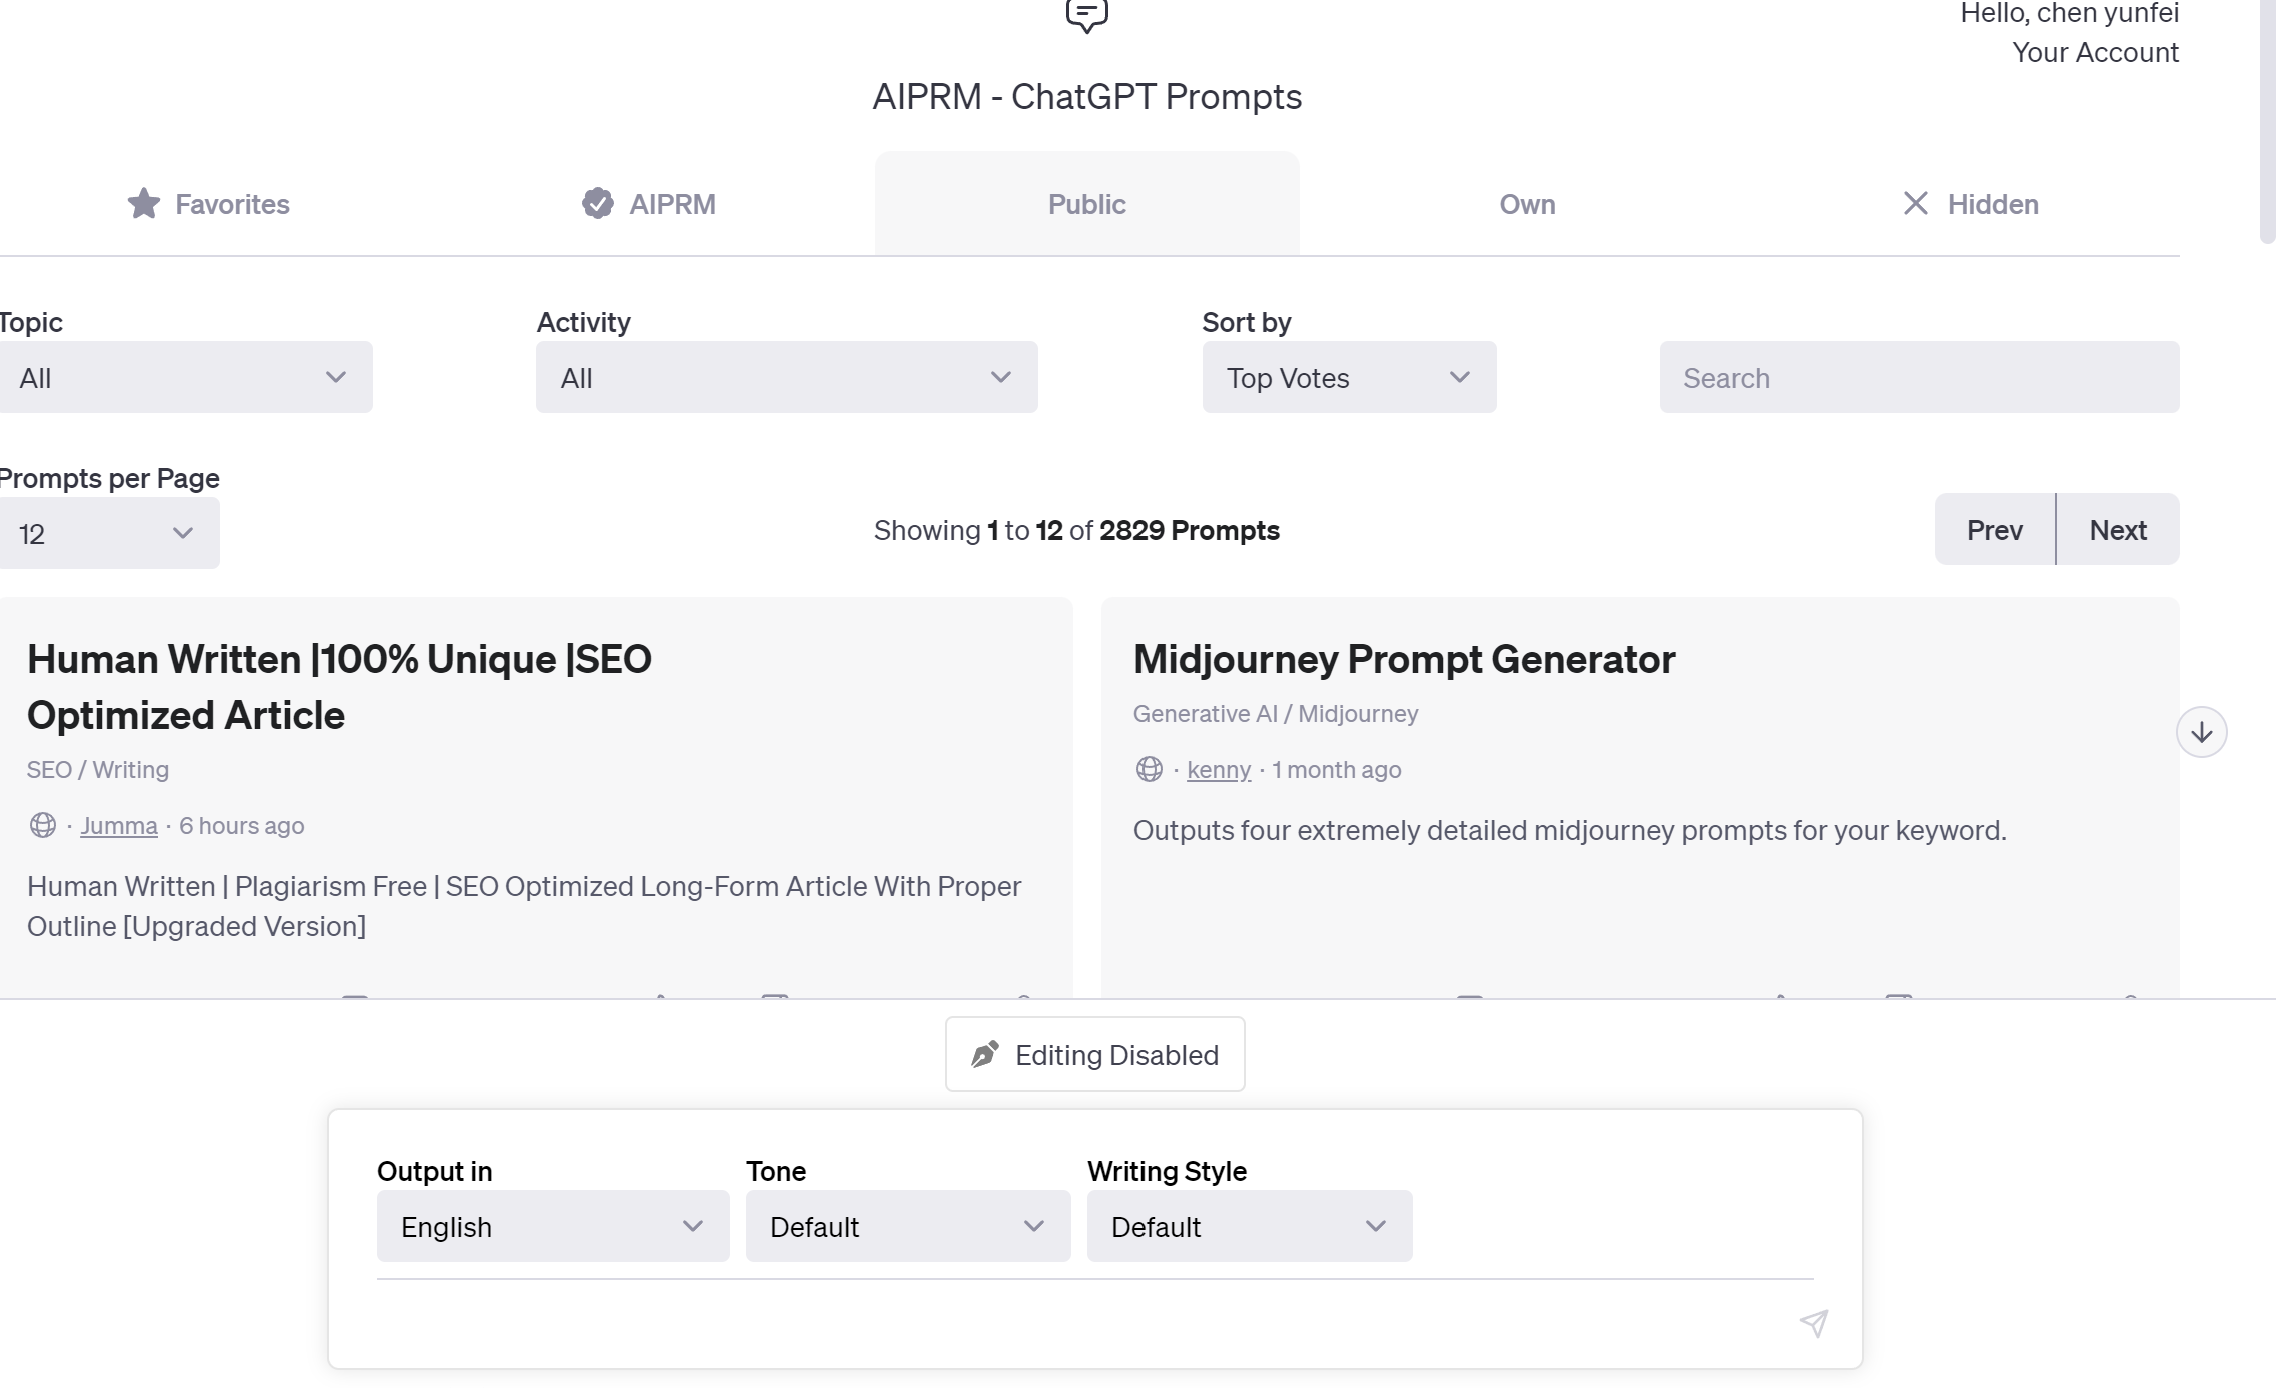 Hello, chen yunfei
Your Account
AIPRM - ChatGPT Prompts
Favorites
AIPRM
Public
Own
Hidden
Topic
All
Activity
All
Sort by
Top Votes
Search
Prompts per Page
12
Showing 1 to 12 of 2829 Prompts
Prev
Next
Human Written |100% Unique |SEO
Optimized Article
SEO / Writing
· Jumma · 6 hours ago
Human Written | Plagiarism Free | SEO Optimized Long-Form Article With Proper
Outline [Upgraded Version]
Midjourney Prompt Generator
Generative AI / Midjourney
· kenny · 1 month ago
Outputs four extremely detailed midjourney prompts for your keyword.
Editing Disabled
Output in
English
Tone
Default
Writing Style
Default